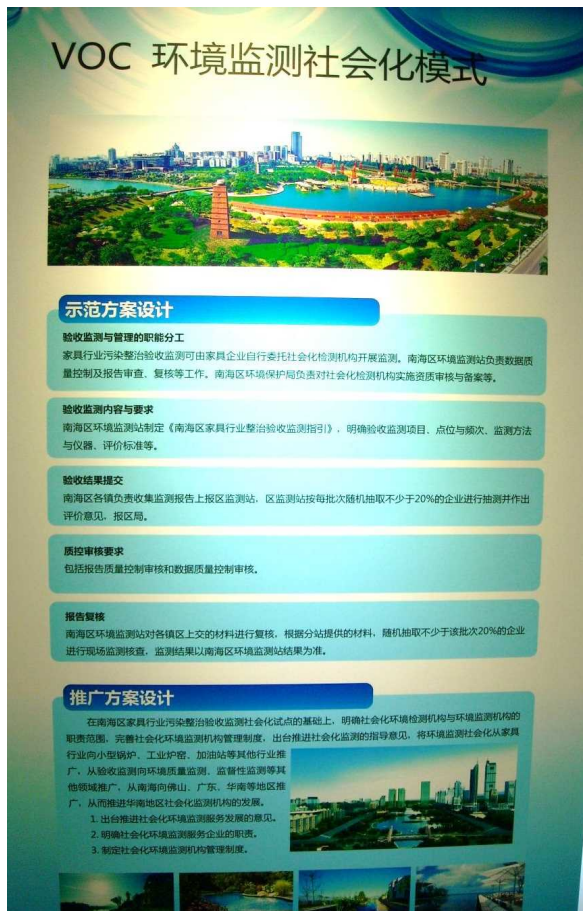 VOC 环境监测社会化模式
示范方案设计
验收监测与管理的职能分工
家具行业污染整治验收监测可由家具企业自行委托社会化检测机构开展监测。南海区环境监测站负责数据质
量控制及报告审查、复核等工作。南海区环境保护局负责对社会化检测机构实施资质审核与备案等。
验收监测内容与要求
南海区环境监测站制定《南海区家具行业整治验收监测指引》，明确验收监测项目、点位与频次、监测方法
与仪器、评价标准等。
验收结果提交
南海区各镇负责收集监测报告上报区监测站，区监测站按每批次随机抽取不少于20%的企业进行抽测并作出
评价意见，报区局。
质控审核要求
包括报告质量控制审核和数据质量控制审核。
报告复核
南海区环境监测站对各镇区上交的材料进行复核，根据分站提供的材料，随机抽取不少于该批次20%的企业
进行现场监测核查，监测结果以南海区环境监测站结果为准。
推广方案设计
在南海区家具行业污染整治验收监测社会化试点的基础上，明确社会化环境检测机构与环境监测机构的
职责范围，完善社会化环境监测机构管理制度，出台推进社会化监测的指导意见，将环境监测社会化从家具
行业向小型锅炉、工业炉窑、加油站等其他行业推
广，从验收监测向环境质量监测、监督性监测等其
他领域推广，从南海向佛山、广东、华南等地区推
广，从而推进华南地区社会化监测机构的发展。
1. 出台推进社会化环境监测服务发展的意见。
2. 明确社会化环境监测服务企业的职责。
3. 制定社会化环境监测机构管理制度。